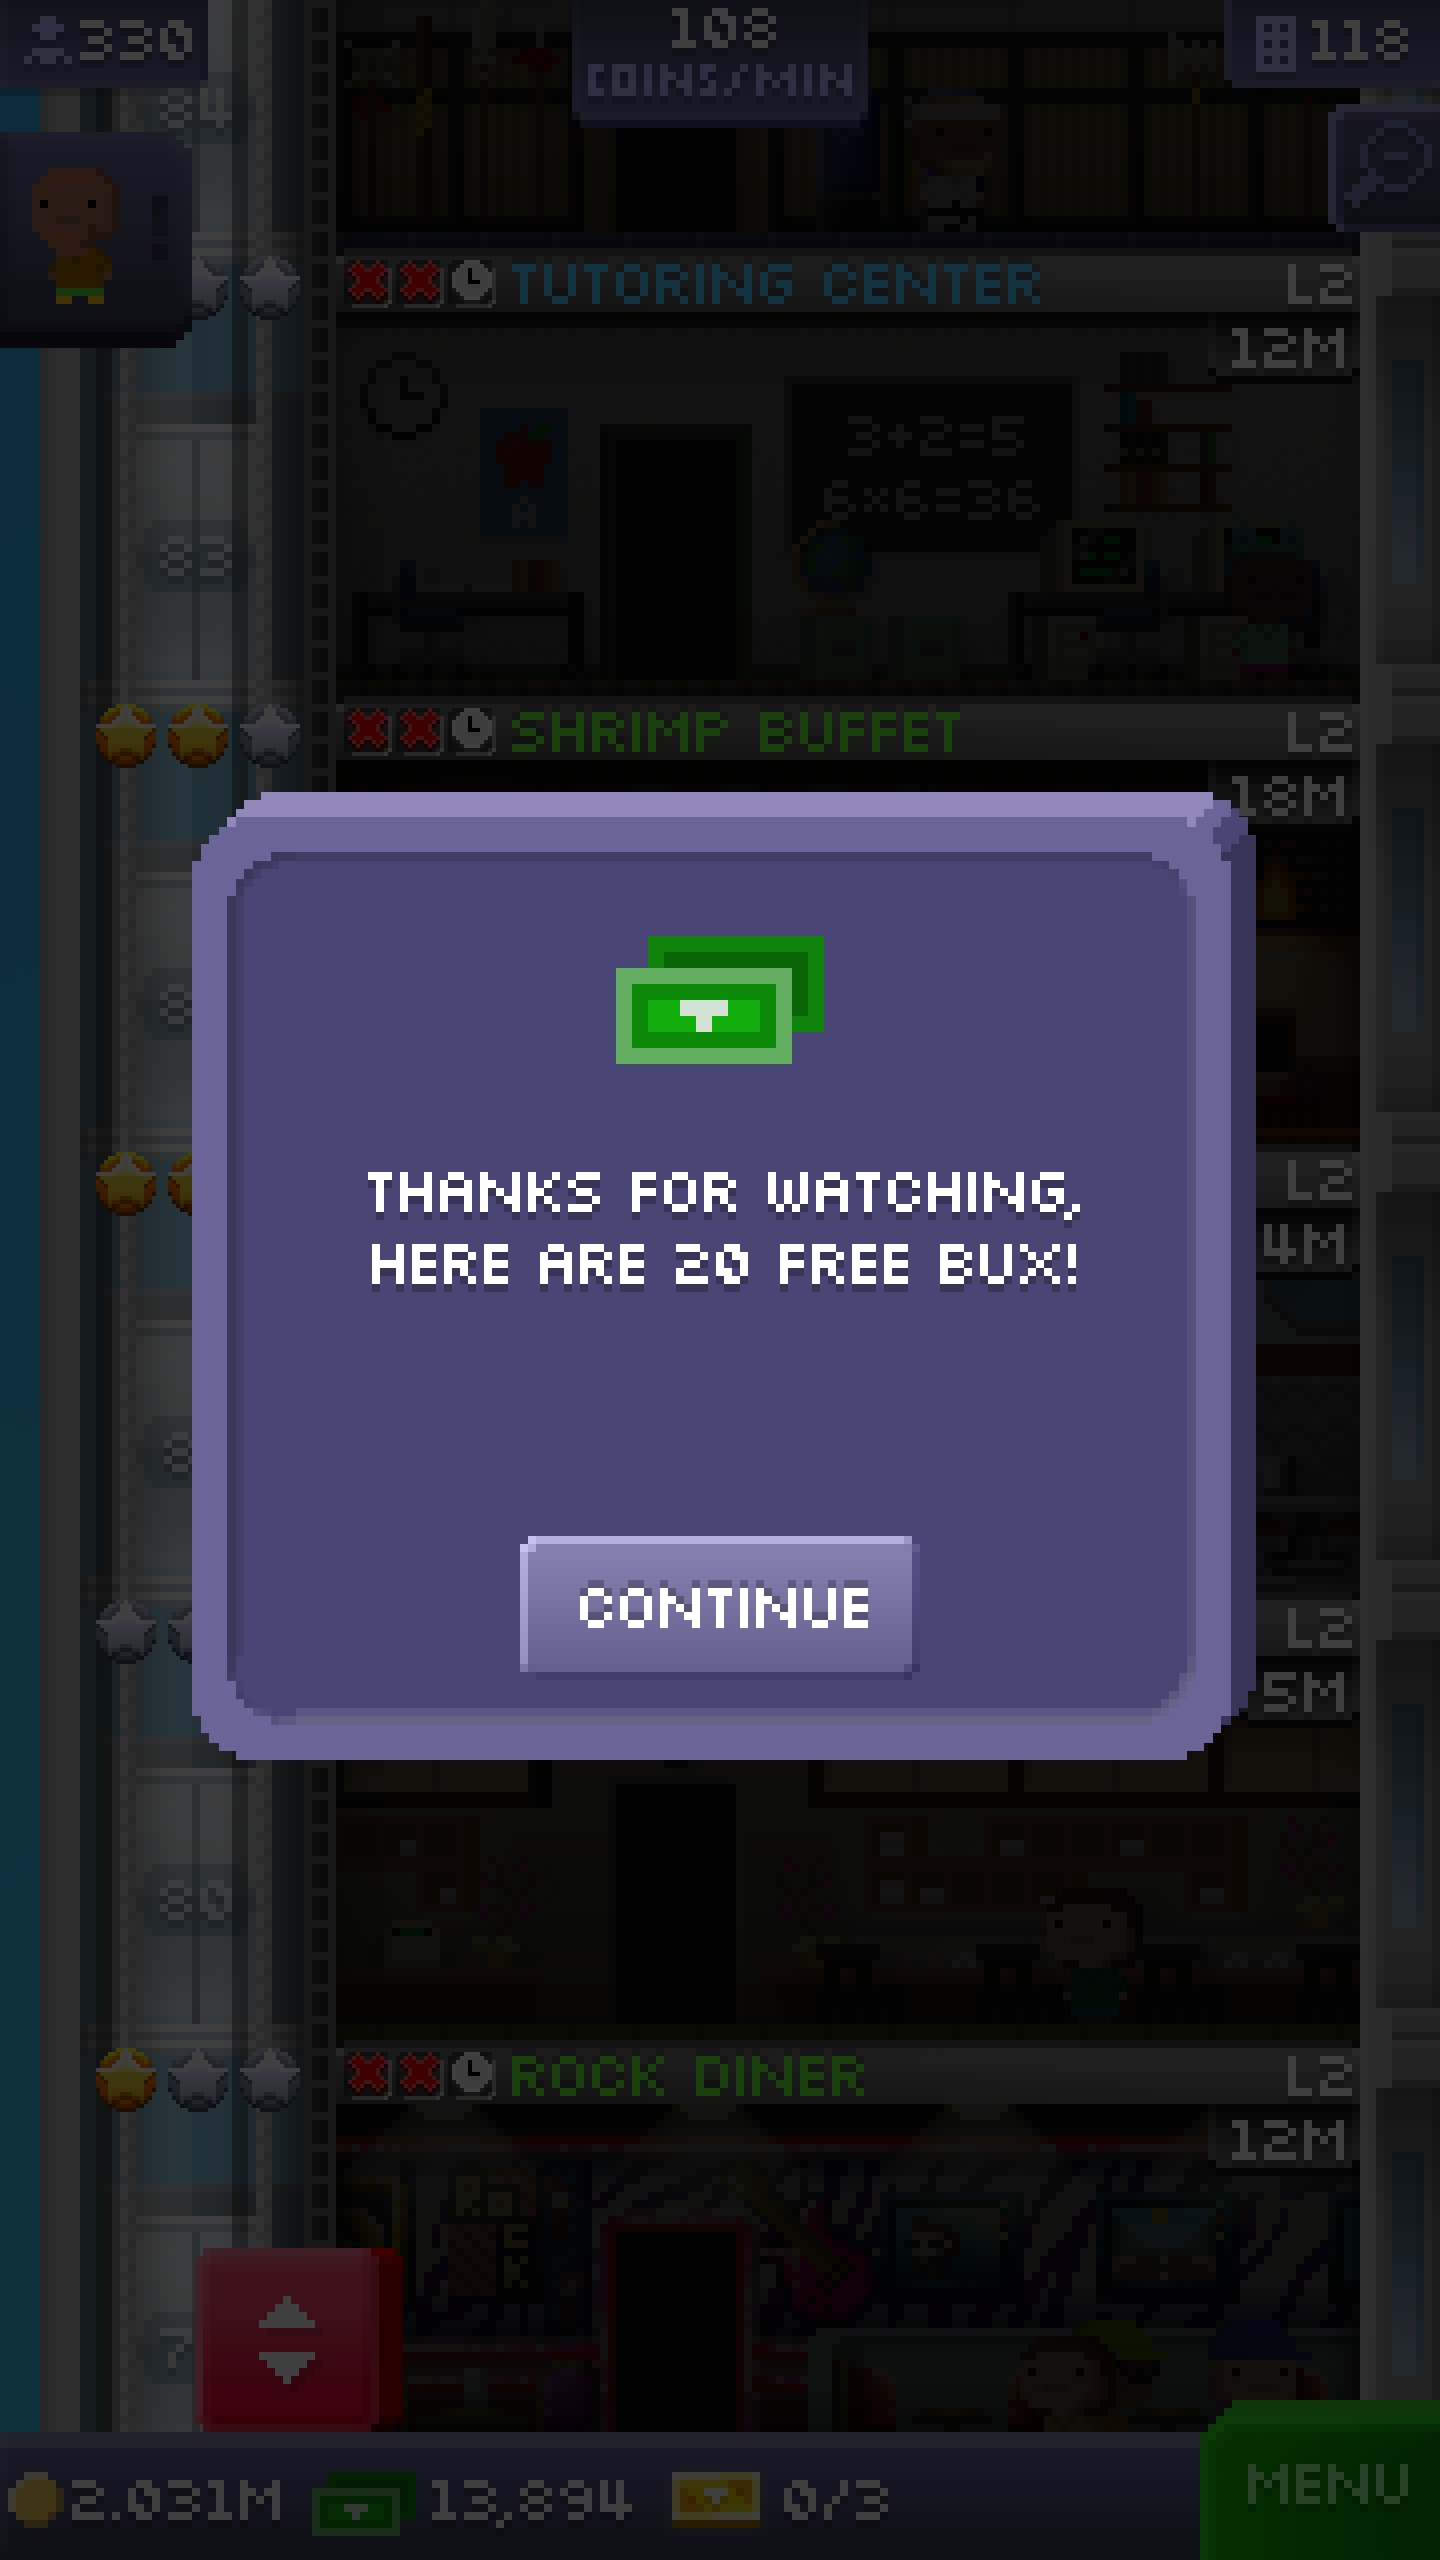 330
108
COINS/MIN
118
84
TUTORING CENTER
L2
12M
3+2=5
6×6=36
A
83
SHRIMP BUFFET
L2
18M
THANKS FOR WATCHING,
HERE ARE 20 FREE BUX!
L2
4M
CONTINUE
L2
5M
80
ROCK DINER
L2
12M
2.031M
13,894
0/3
MENU